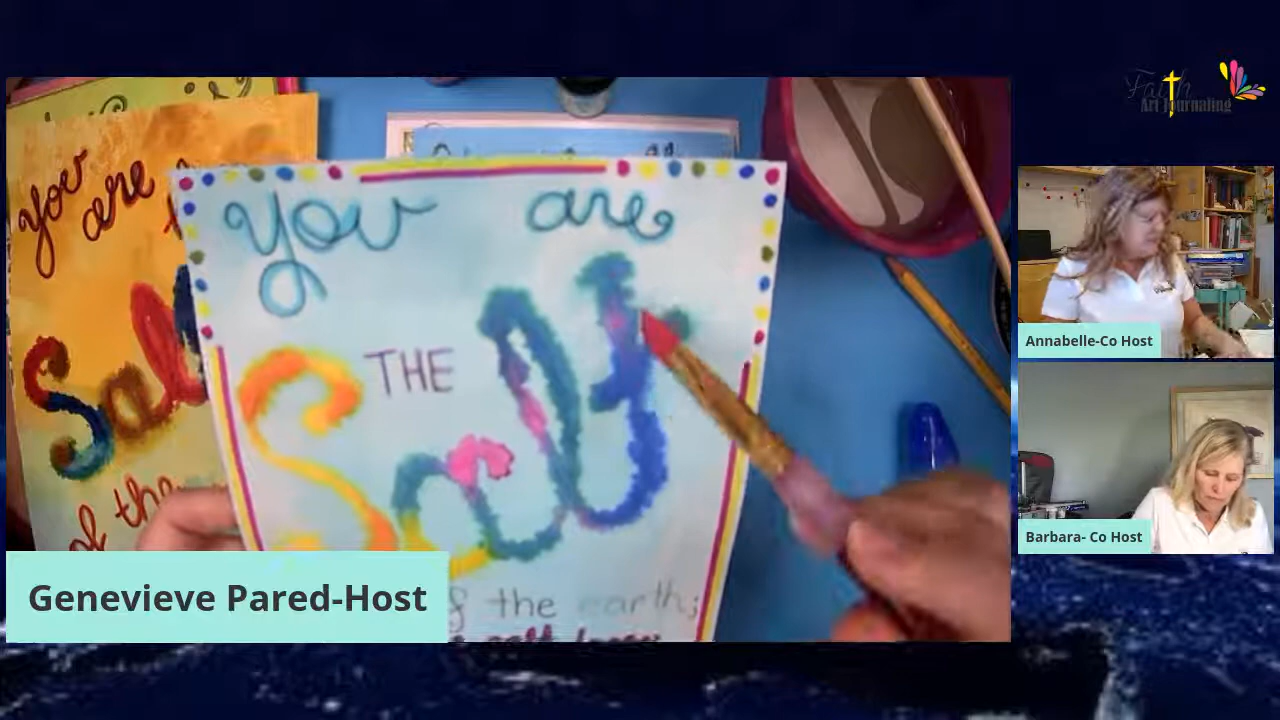 Faith
Art Journaling
you are
you
are
THE
Salt
Sal
of the
of the earth;
Annabelle-Co Host
Barbara- Co Host
Genevieve Pared-Host